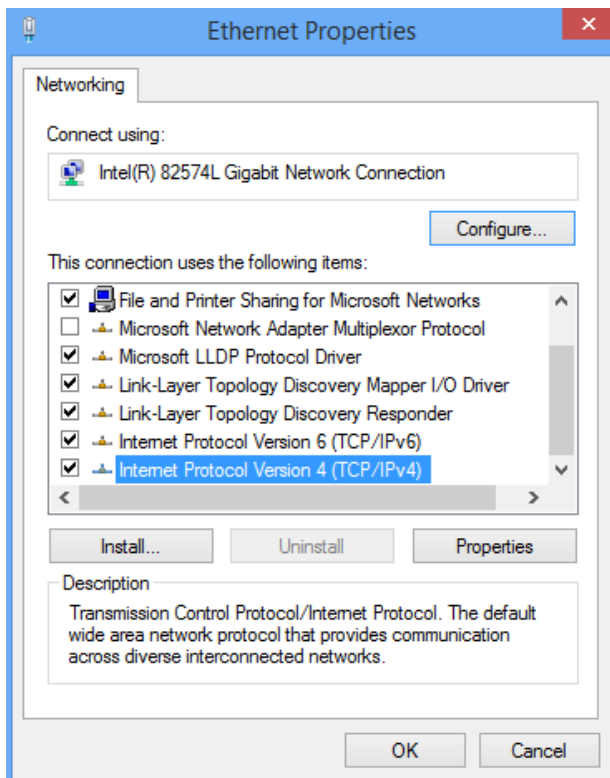 Ethernet Properties
Networking
Connect using:
Intel(R) 82574L Gigabit Network Connection
Configure...
This connection uses the following items:
File and Printer Sharing for Microsoft Networks
Microsoft Network Adapter Multiplexor Protocol
Microsoft LLDP Protocol Driver
Link-Layer Topology Discovery Mapper I/O Driver
Link-Layer Topology Discovery Responder
Internet Protocol Version 6 (TCP/IPv6)
Internet Protocol Version 4 (TCP/IPv4)
Install... Uninstall Properties
Description
Transmission Control Protocol/Internet Protocol. The default
wide area network protocol that provides communication
across diverse interconnected networks.
OK Cancel